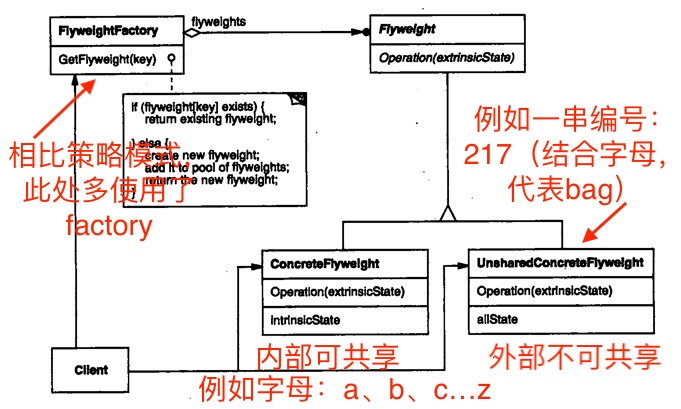 flyweights
FlyweightFactory
GetFlyweight(key)
Flyweight
Operation(extrinsicState)
if (flyweight[key] exists) {
return existing flyweight;
} else {
create new flyweight;
add it to pool of flyweights;
return the new flyweight;
}
相比策略模式,
此处多使用了
factory
例如一串编号：
217（结合字母，
代表bag）
ConcreteFlyweight
Operation(extrinsicState)
intrinsicState
UnsharedConcreteFlyweight
Operation(extrinsicState)
allState
Client
内部可共享
外部不可共享
例如字母：a、b、c...z